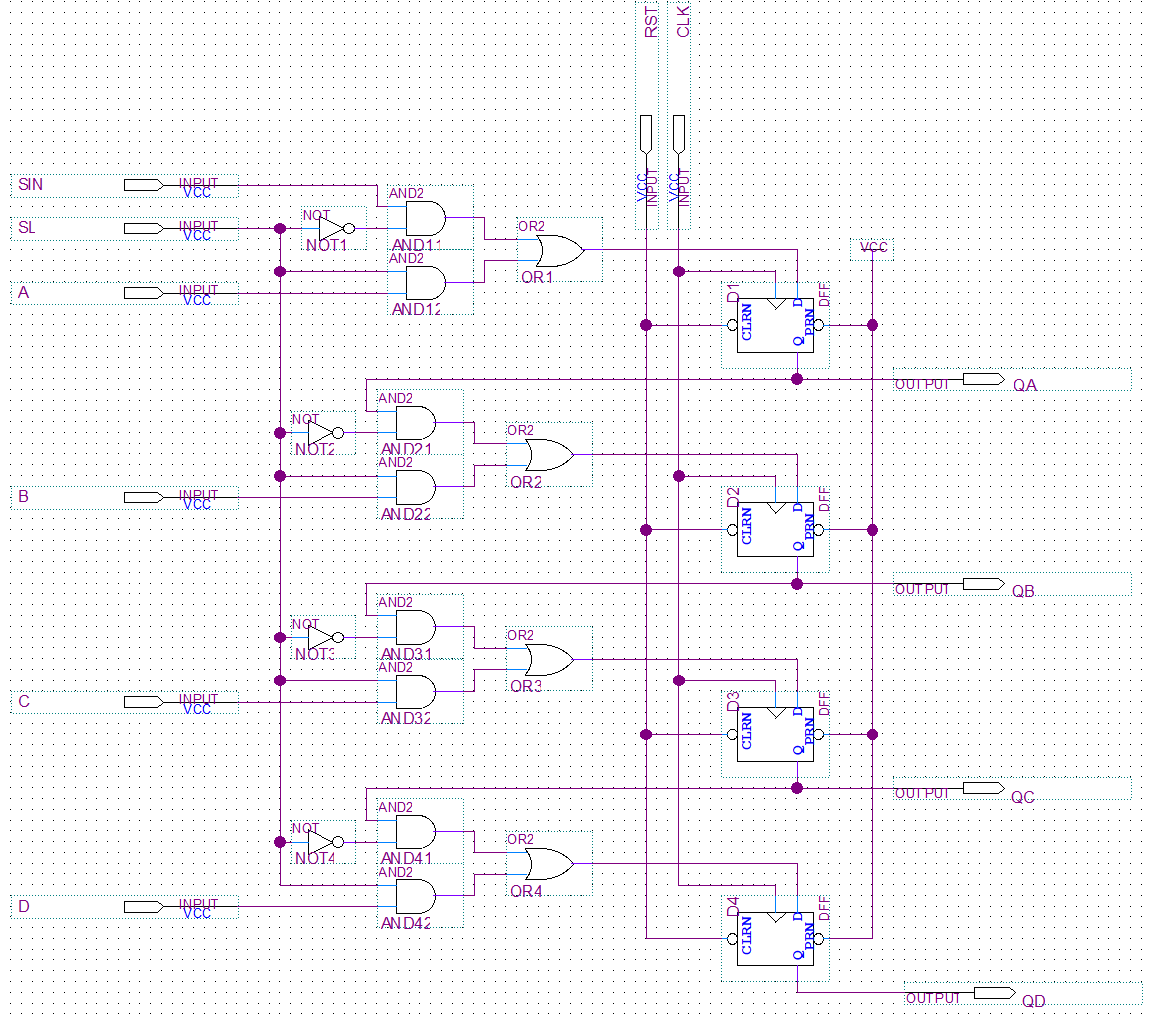 RST
CLK
VCC
INPUT
VCC
INPUT
SIN
INPUT
VCC
AND2
AND11
SL
INPUT
VCC
NOT
NOT1
OR2
OR1
VCC
AND2
AND12
A
INPUT
VCC
D1
D
DFF
CLRN
PRN
Q
OUTPUT
QA
AND2
AND21
NOT
NOT2
OR2
OR2
AND2
AND22
B
INPUT
VCC
D2
D
DFF
CLRN
PRN
Q
OUTPUT
QB
AND2
AND31
NOT
NOT3
OR2
OR3
AND2
AND32
C
INPUT
VCC
D3
D
DFF
CLRN
PRN
Q
OUTPUT
QC
AND2
AND41
NOT
NOT4
OR2
OR4
AND2
AND42
D
INPUT
VCC
D4
D
DFF
CLRN
PRN
Q
OUTPUT
QD